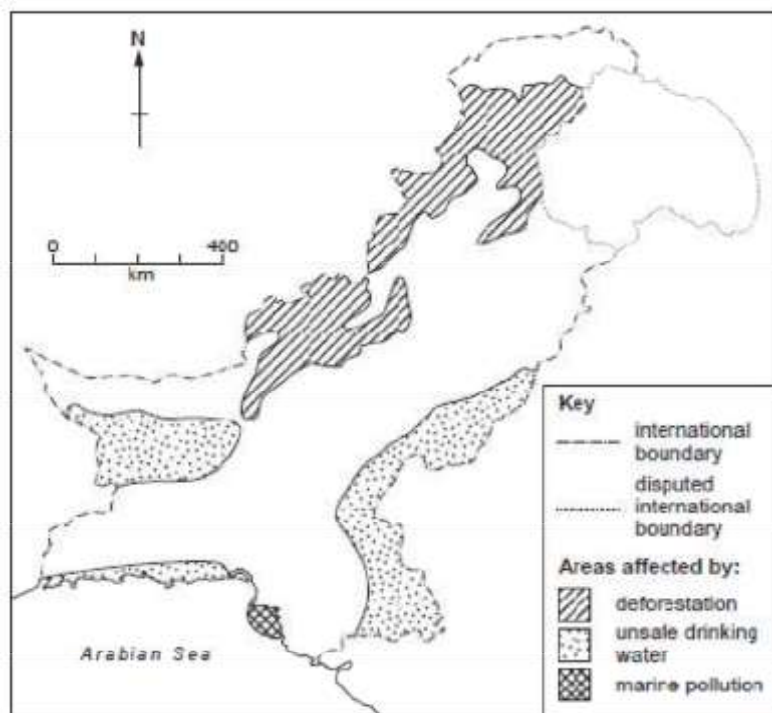 N
0 400
km
Arabian Sea
Key
international
boundary
disputed
international
boundary
Areas affected by:
deforestation
unsale drinking
water
marine pollution